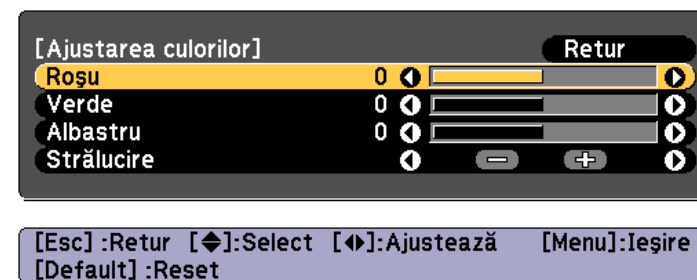 [Ajustarea culorilor] Retur
Roşu 0
Verde 0
Albastru 0
Strălucire
[Esc] :Retur [◆]:Select [◆]:Ajustează [Menu]:Ieşire
[Default] :Reset